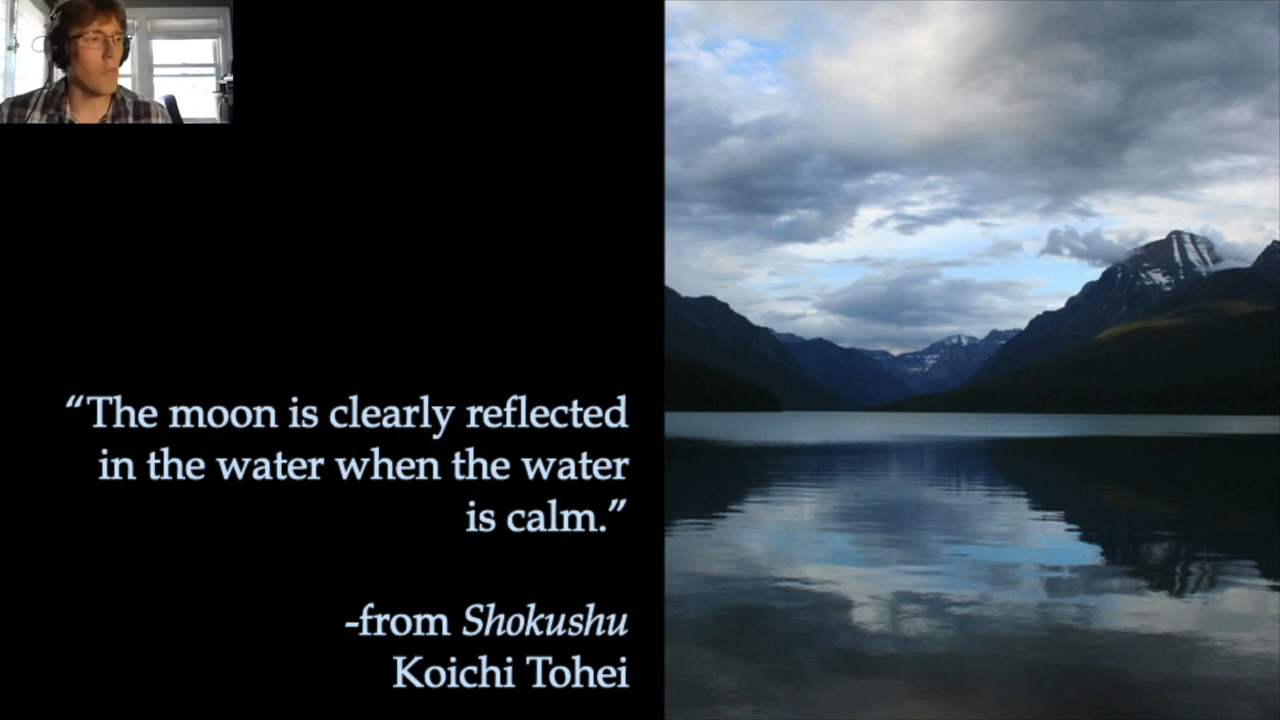 “The moon is clearly reflected
in the water when the water
is calm.”
-from Shokushu
Koichi Tohei